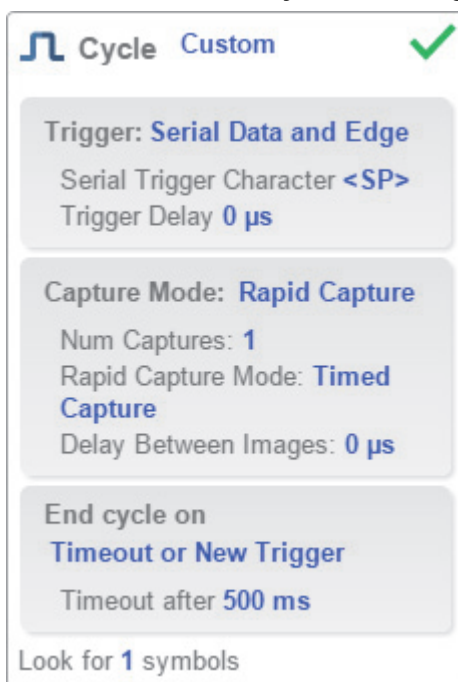 Cycle Custom
Trigger: Serial Data and Edge
Serial Trigger Character <SP>
Trigger Delay 0 µs
Capture Mode: Rapid Capture
Num Captures: 1
Rapid Capture Mode: Timed
Capture
Delay Between Images: 0 µs
End cycle on
Timeout or New Trigger
Timeout after 500 ms
Look for 1 symbols